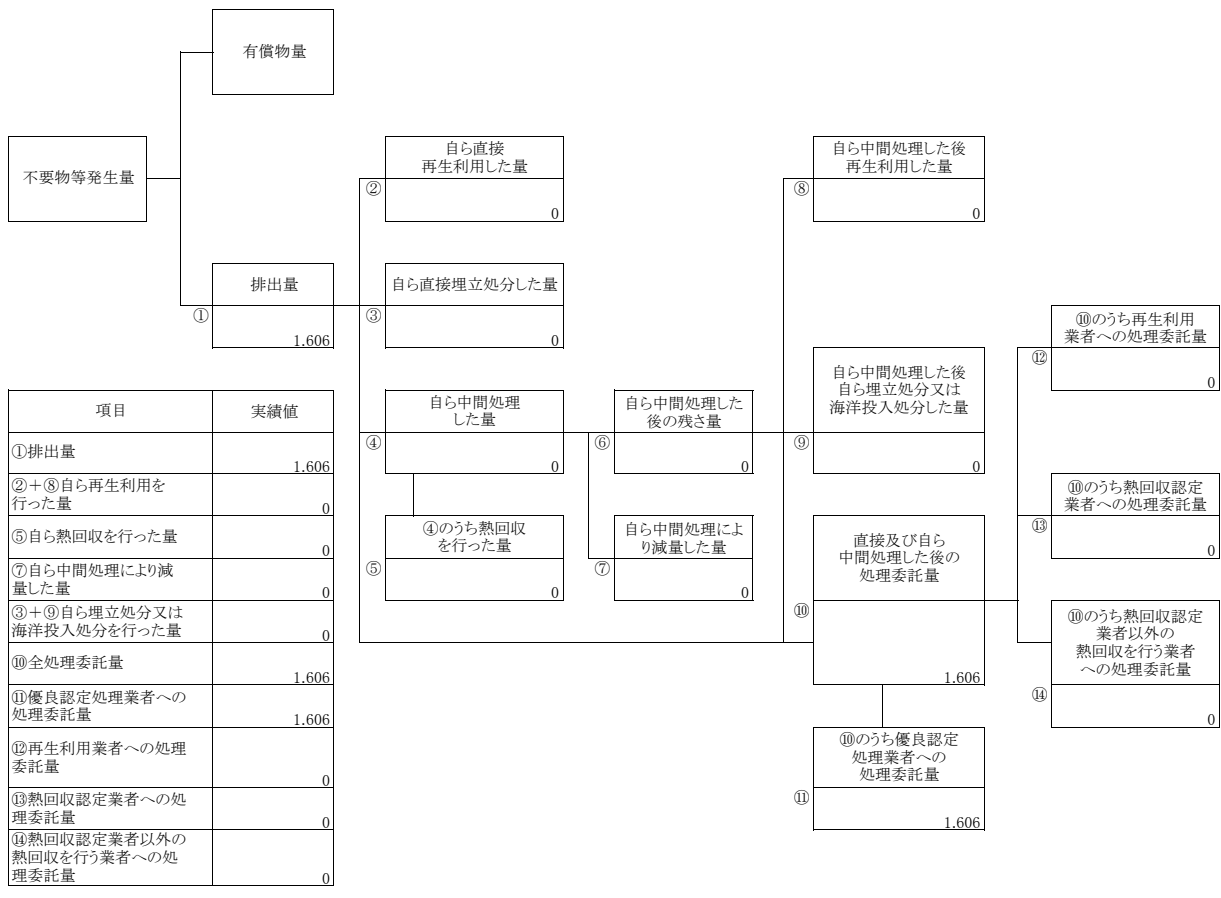 有償物量
不要物等発生量
排出量
①
1.606
自ら直接
再生利用した量
②
0
自ら直接埋立処分した量
③
0
自ら中間処理
した量
④
0
④のうち熱回収
を行った量
⑤
0
自ら中間処理した
後の残さ量
⑥
0
自ら中間処理によ
り減量した量
⑦
0
自ら中間処理した後
再生利用した量
⑧
0
自ら中間処理した後
自ら埋立処分又は
海洋投入処分した量
⑨
0
直接及び自ら
中間処理した後の
処理委託量
⑩
1.606
⑩のうち優良認定
処理業者への
処理委託量
⑪
1.606
⑩のうち再生利用
業者への処理委託量
⑫
0
⑩のうち熱回収認定
業者への処理委託量
⑬
0
⑩のうち熱回収認定
業者以外の
熱回収を行う業者
への処理委託量
⑭
0
項目 実績値
①排出量
1.606
②+⑧自ら再生利用を
行った量
0
⑤自ら熱回収を行った量
0
⑦自ら中間処理により減
量した量
0
③+⑨自ら埋立処分又は
海洋投入処分を行った量
0
⑩全処理委託量
1.606
⑪優良認定処理業者への
処理委託量
1.606
⑫再生利用業者への処理
委託量
0
⑬熱回収認定業者への処
理委託量
0
⑭熱回収認定業者以外の
熱回収を行う業者への処
理委託量
0